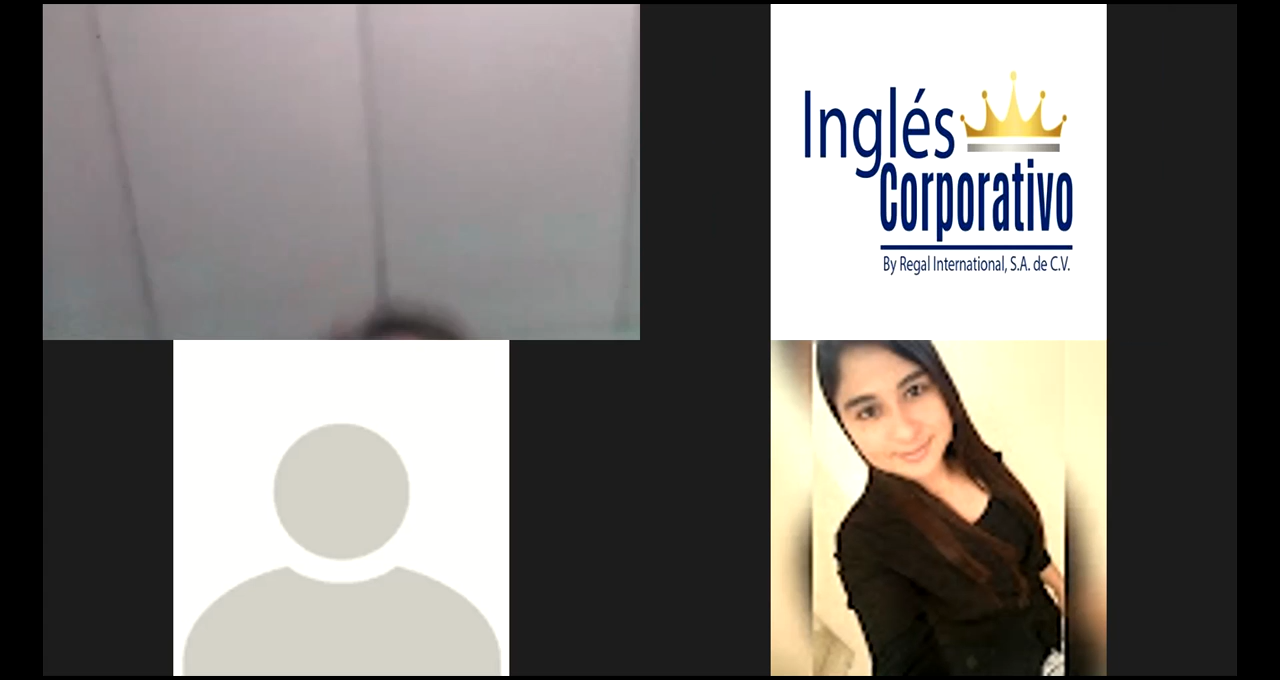 Inglés
Corporativo
By Regal International, S.A. de C.V.